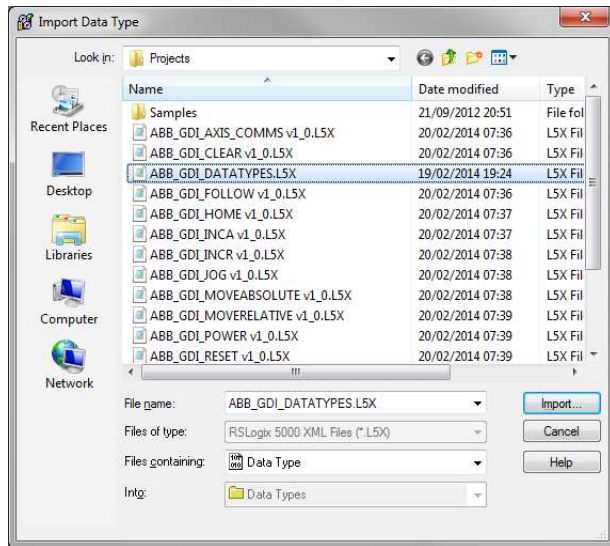 Import Data Type
Look in: Projects
Name Date modified Type
Samples 21/09/2012 20:51 File fol
ABB_GDI_AXIS_COMMS v1_0.L5X 20/02/2014 07:36 L5X Fil
ABB_GDI_CLEAR v1_0.L5X 20/02/2014 07:36 L5X Fil
ABB_GDI_DATATYPES.L5X 19/02/2014 19:24 L5X Fil
ABB_GDI_FOLLOW v1_0.L5X 20/02/2014 07:36 L5X Fil
ABB_GDI_HOME v1_0.L5X 20/02/2014 07:37 L5X Fil
ABB_GDI_INCA v1_0.L5X 20/02/2014 07:37 L5X Fil
ABB_GDI_INCR v1_0.L5X 20/02/2014 07:38 L5X Fil
ABB_GDI_JOG v1_0.L5X 20/02/2014 07:38 L5X Fil
ABB_GDI_MOVEABSOLUTE v1_0.L5X 20/02/2014 07:38 L5X Fil
ABB_GDI_MOVERELATIVE v1_0.L5X 20/02/2014 07:39 L5X Fil
ABB_GDI_POWER v1_0.L5X 20/02/2014 07:39 L5X Fil
ABB_GDI_RESET v1_0.L5X 20/02/2014 07:39 L5X Fil
Recent Places
Desktop
Libraries
Computer
Network
File name: ABB_GDI_DATATYPES.L5X Import...
Files of type: RSLogix 5000 XML Files (*.L5X) Cancel
Files containing: Data Type Help
Into: Data Types